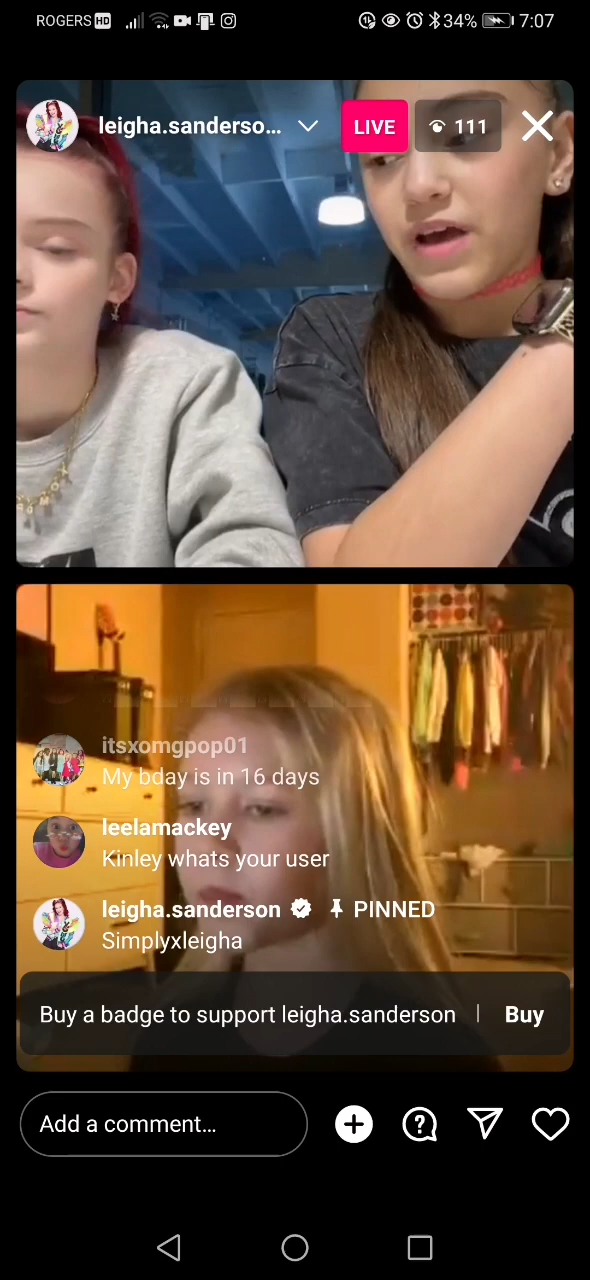 ROGERS HD 34% 7:07
leigha.sanderso... LIVE 111
itsxomgpop01
My bday is in 16 days
leelamackey
Kinley whats your user
leigha.sanderson PINNED
Simplyxleigha
Buy a badge to support leigha.sanderson | Buy
Add a comment...